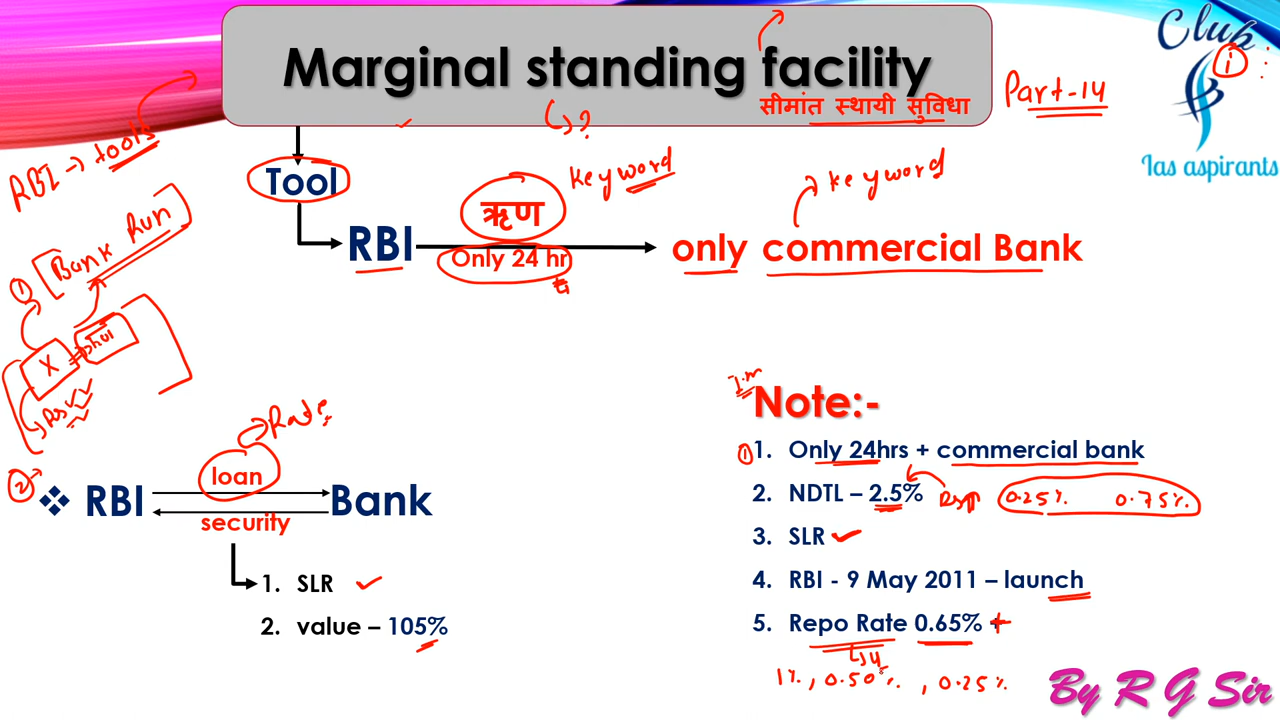 Club
Marginal standing facility
सीमांत स्थायी सुविधा
Part-14
Ias aspirants
RBI → tools
?
Tool
keyword
keyword
ऋण
RBI
Only 24 hr
only commercial Bank
① Bank Run
X
② Rate
❖ RBI
loan
Bank
security
1. SLR
2. value – 105%
Note:-
① 1. Only 24hrs + commercial bank
2. NDTL – 2.5%
0.25% 0.75%
3. SLR
4. RBI - 9 May 2011 – launch
5. Repo Rate 0.65% +
1%, 0.50%, 0.25%
By R G Sir